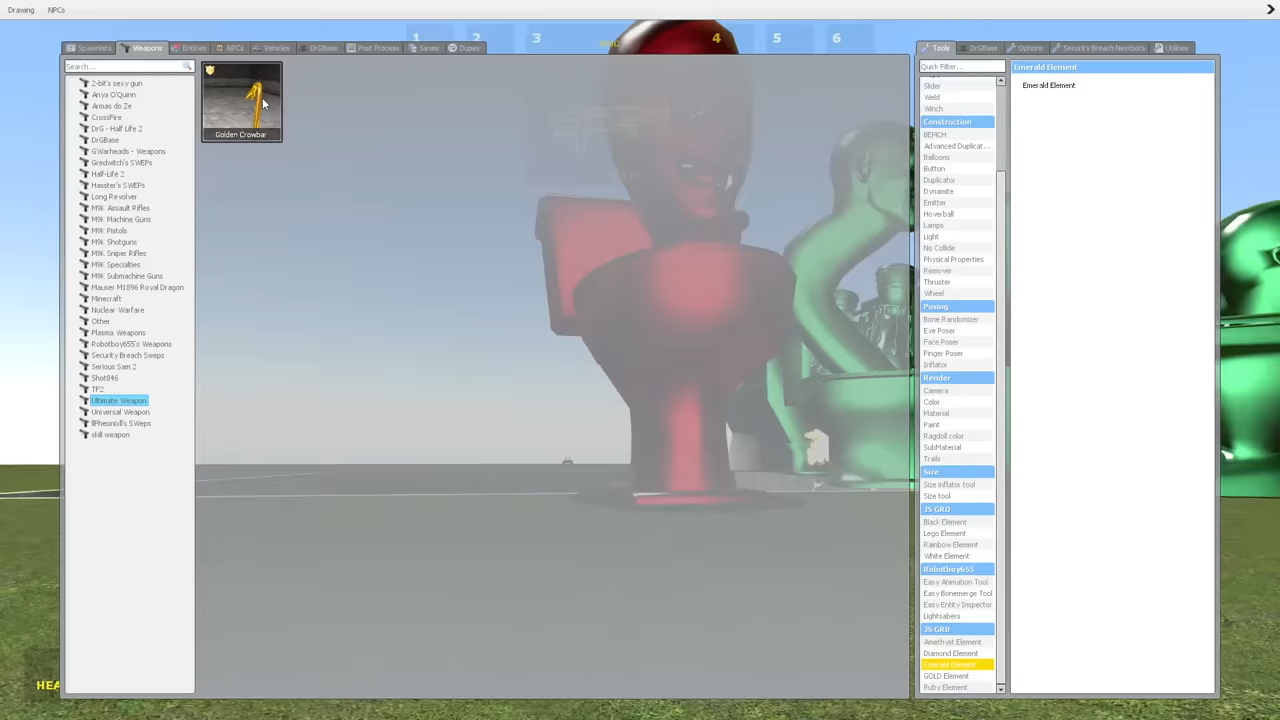 Drawing NPCs
1 2 3 4 5 6
Spawnlists Weapons Entities NPCs Vehicles DrGBase Post Process Saves Dupes
Search...
2-bit's sexy gun
Anya O'Quinn
Armas do Ze
CrossFire
DrG - Half Life 2
DrGBase
GWarheads - Weapons
Gredwitch's SWEPs
Half-Life 2
Hasster's SWEPs
Long Revolver
M9K Assault Rifles
M9K Machine Guns
M9K Pistols
M9K Shotguns
M9K Sniper Rifles
M9K Specialties
M9K Submachine Guns
Mauser M1896 Royal Dragon
Minecraft
Nuclear Warfare
Other
Plasma Weapons
Robotboy655's Weapons
Security Breach Sweps
Serious Sam 2
Shot846
TF2
Ultimate Weapon
Universal Weapon
llPheonixll's SWeps
skill weapon
Golden Crowbar
HEA
Tools DrGBase Options Security Breach Nextbots Utilities
Quick Filter...
Slider
Weld
Winch
Construction
BEMCH
Advanced Duplicat...
Balloons
Button
Duplicator
Dynamite
Emitter
Hoverball
Lamps
Light
No Collide
Physical Properties
Remover
Thruster
Wheel
Posing
Bone Randomizer
Eye Poser
Face Poser
Finger Poser
Inflator
Render
Camera
Color
Material
Paint
Ragdoll color
SubMaterial
Trails
Size
Size inflator tool
Size tool
JS GRO
Black Element
Lego Element
Rainbow Element
White Element
Robotboy655
Easy Animation Tool
Easy Bonemerge Tool
Easy Entity Inspector
Lightsabers
JS GRO
Amethyst Element
Diamond Element
Emerald Element
GOLD Element
Ruby Element
Emerald Element
Emerald Element